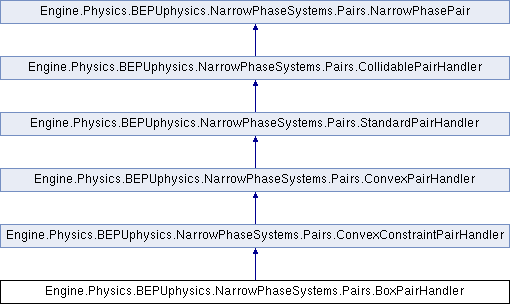 Engine.Physics.BEPUphysics.NarrowPhaseSystems.Pairs.NarrowPhasePair
Engine.Physics.BEPUphysics.NarrowPhaseSystems.Pairs.CollidablePairHandler
Engine.Physics.BEPUphysics.NarrowPhaseSystems.Pairs.StandardPairHandler
Engine.Physics.BEPUphysics.NarrowPhaseSystems.Pairs.ConvexPairHandler
Engine.Physics.BEPUphysics.NarrowPhaseSystems.Pairs.ConvexConstraintPairHandler
Engine.Physics.BEPUphysics.NarrowPhaseSystems.Pairs.BoxPairHandler